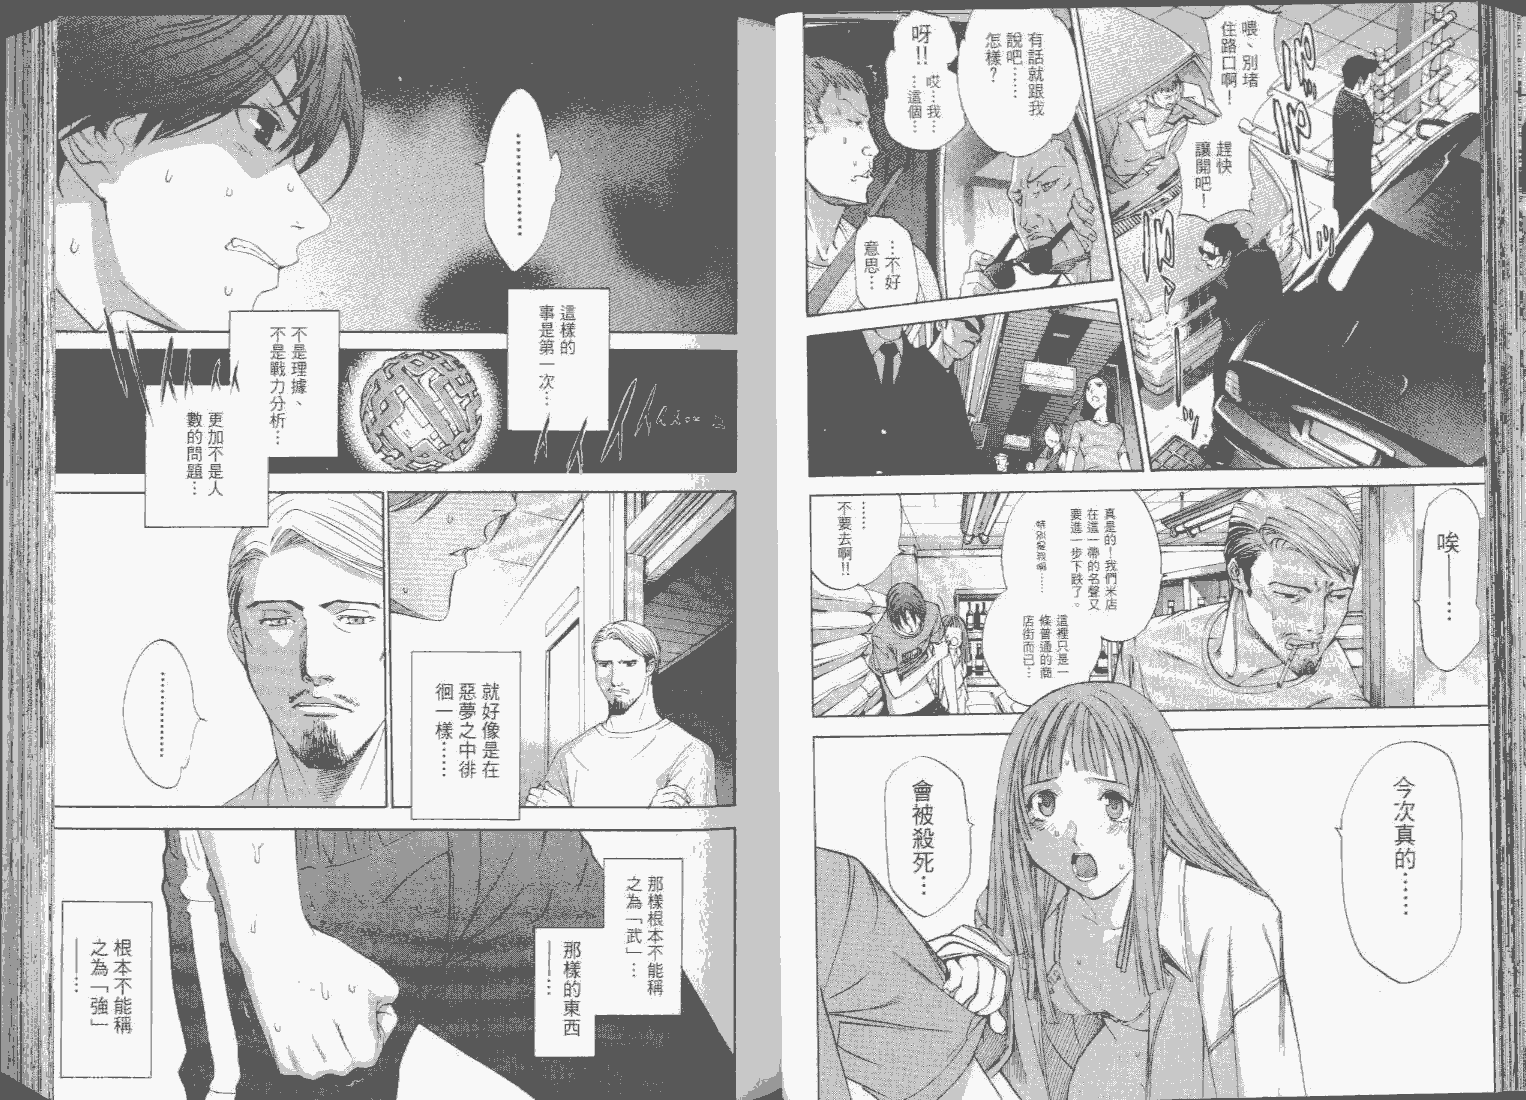 喂、別堵
住路口啊!
趕快
讓開吧!
有話就跟我
說吧……
怎樣?
呀!!
哎…我…
…這個…
…不好
意思…
唉——…
真是的!我們米店
在這一帶的名聲又
要進一步下跌了。
這裡只是一
條普通的商
店街而已…
……
不要去啊!!
今次真的……
會被殺死…
…………
這樣的
事是第一次…
不是理據、
不是戰力分析…
更加不是人
數的問題…
就好像是在
惡夢之中徘
徊一樣……
…………
那樣根本不能稱
之為「武」…
那樣的東西
——…
根本不能稱
之為「強」
——…